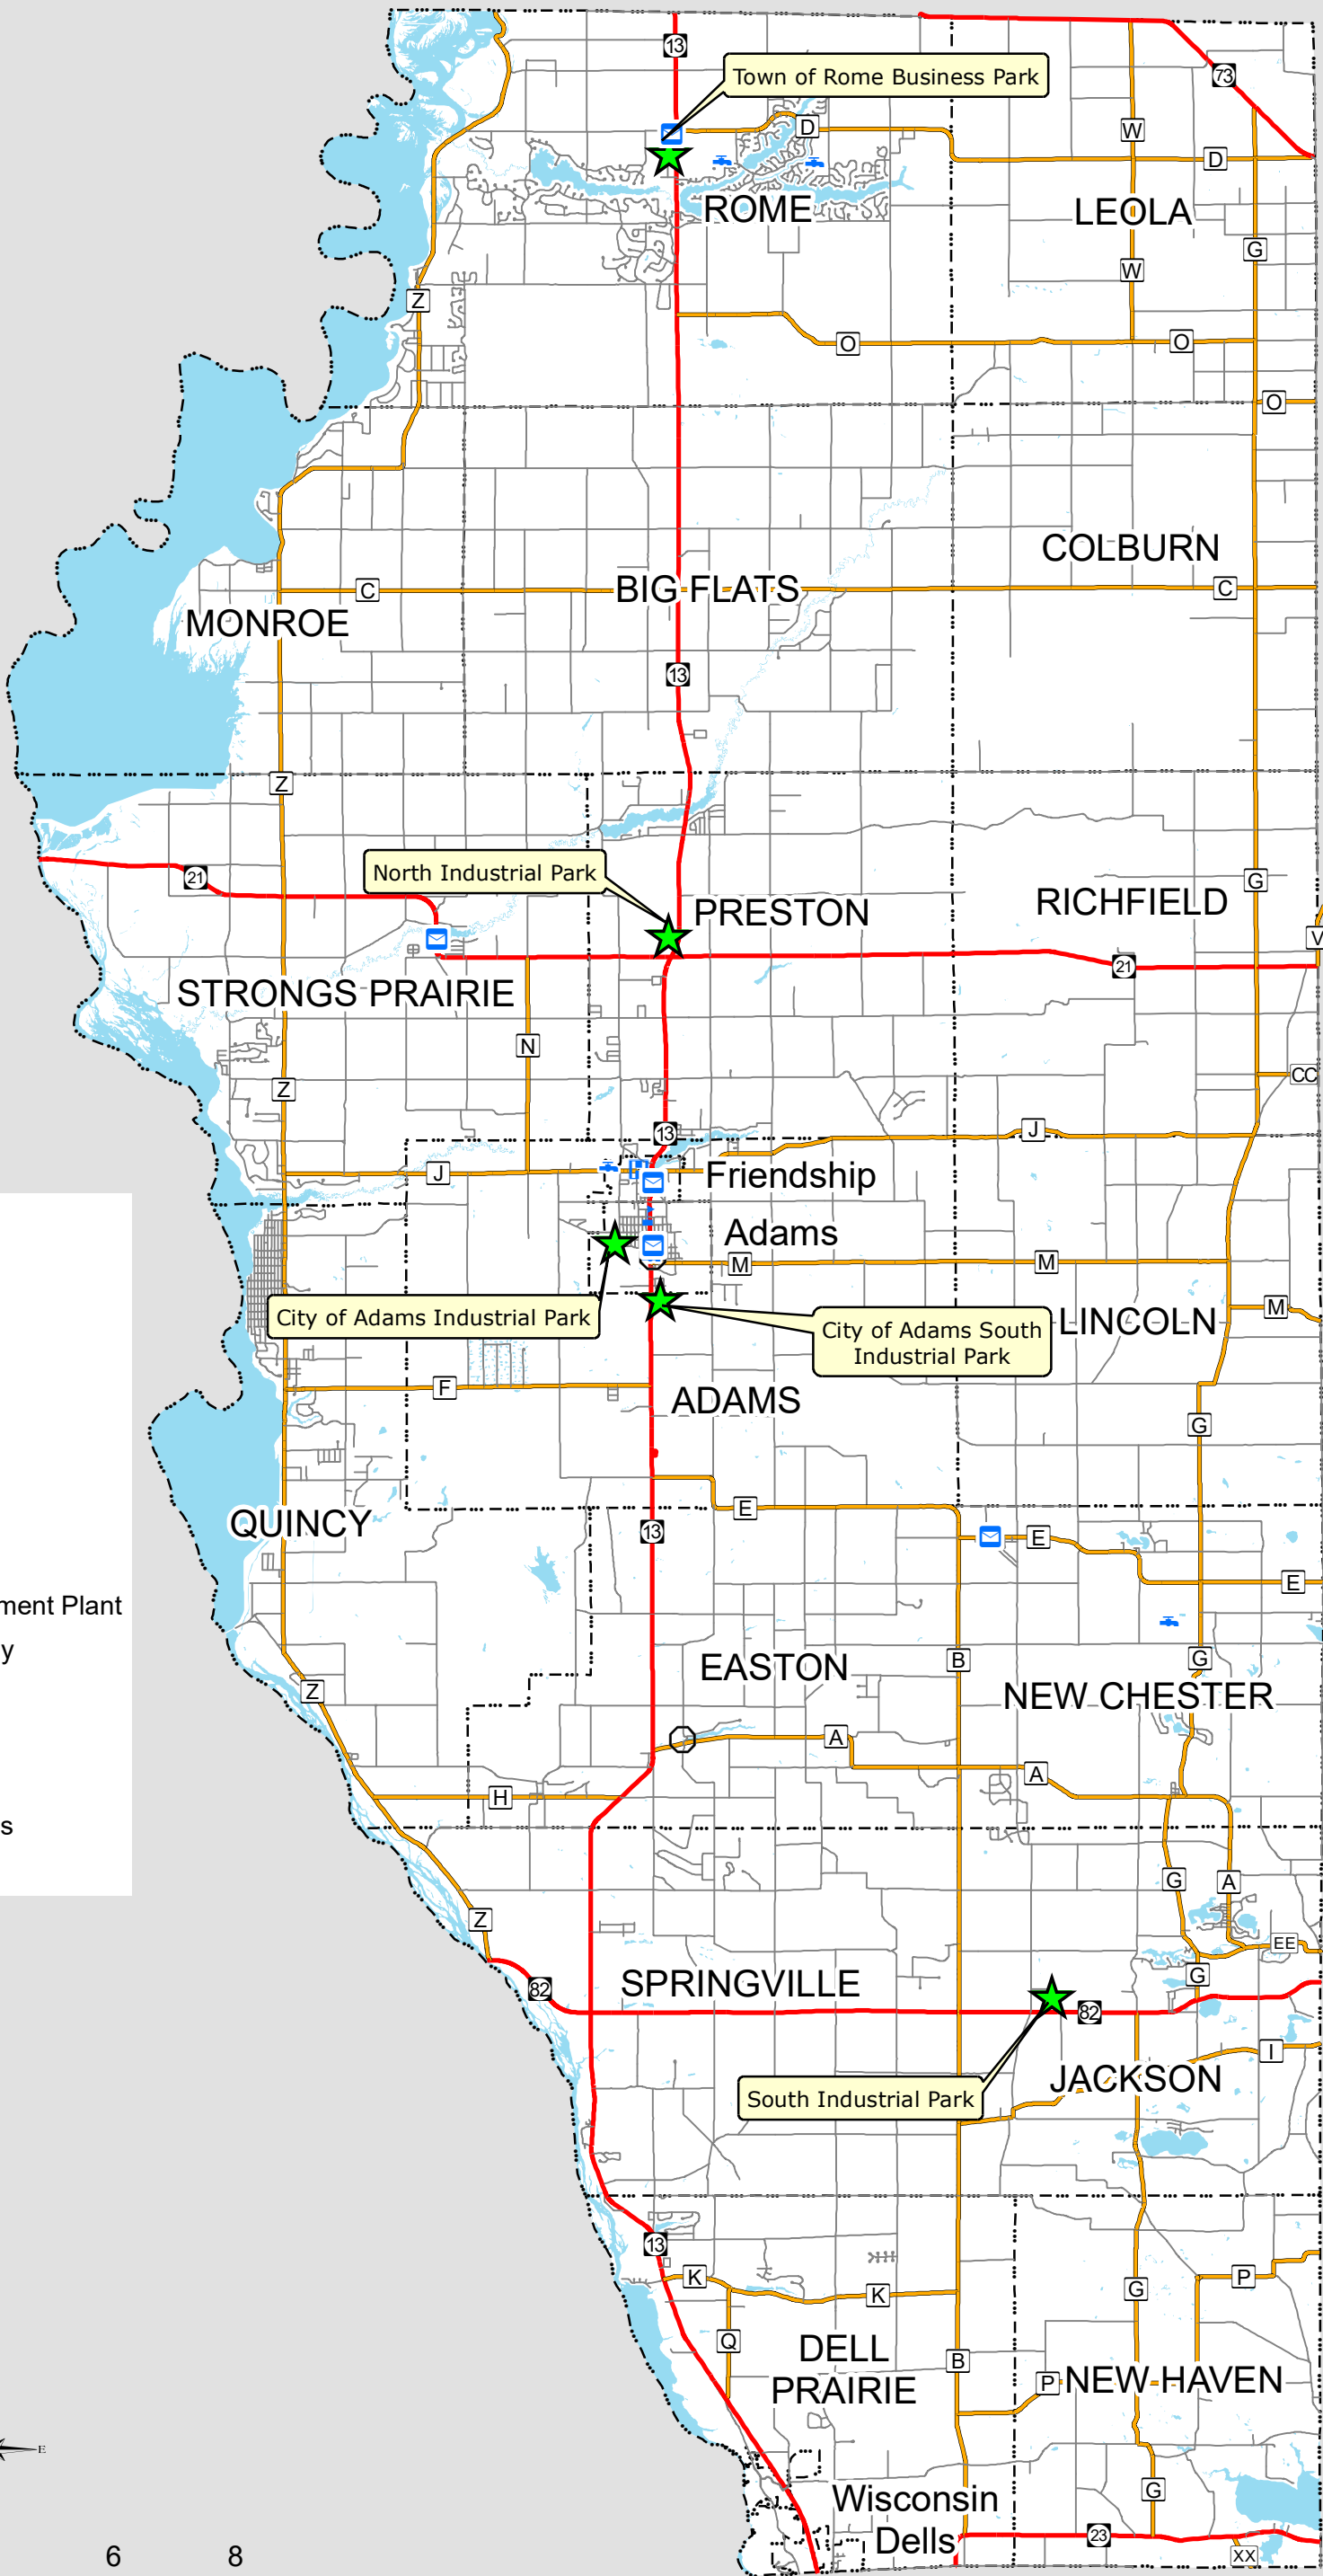 13
73
Town of Rome Business Park
D
W
D
ROME
LEOLA
G
W
Z
O
O
O
COLBURN
C
BIG FLATS
C
MONROE
13
Z
North Industrial Park
21
G
PRESTON
RICHFIELD
V
21
STRONGS PRAIRIE
N
CC
Z
13
J
J
Friendship
Adams
M
M
City of Adams Industrial Park
M
City of Adams South
Industrial Park
LINCOLN
F
ADAMS
G
E
QUINCY
13
E
E
ment Plant
y
B
G
EASTON
Z
NEW CHESTER
A
A
H
s
G
A
Z
EE
G
SPRINGVILLE
82
82
I
JACKSON
South Industrial Park
13
K
P
G
K
Q
DELL
PRAIRIE
B
P
NEW HAVEN
E
G
Wisconsin
Dells
23
XX
6
8